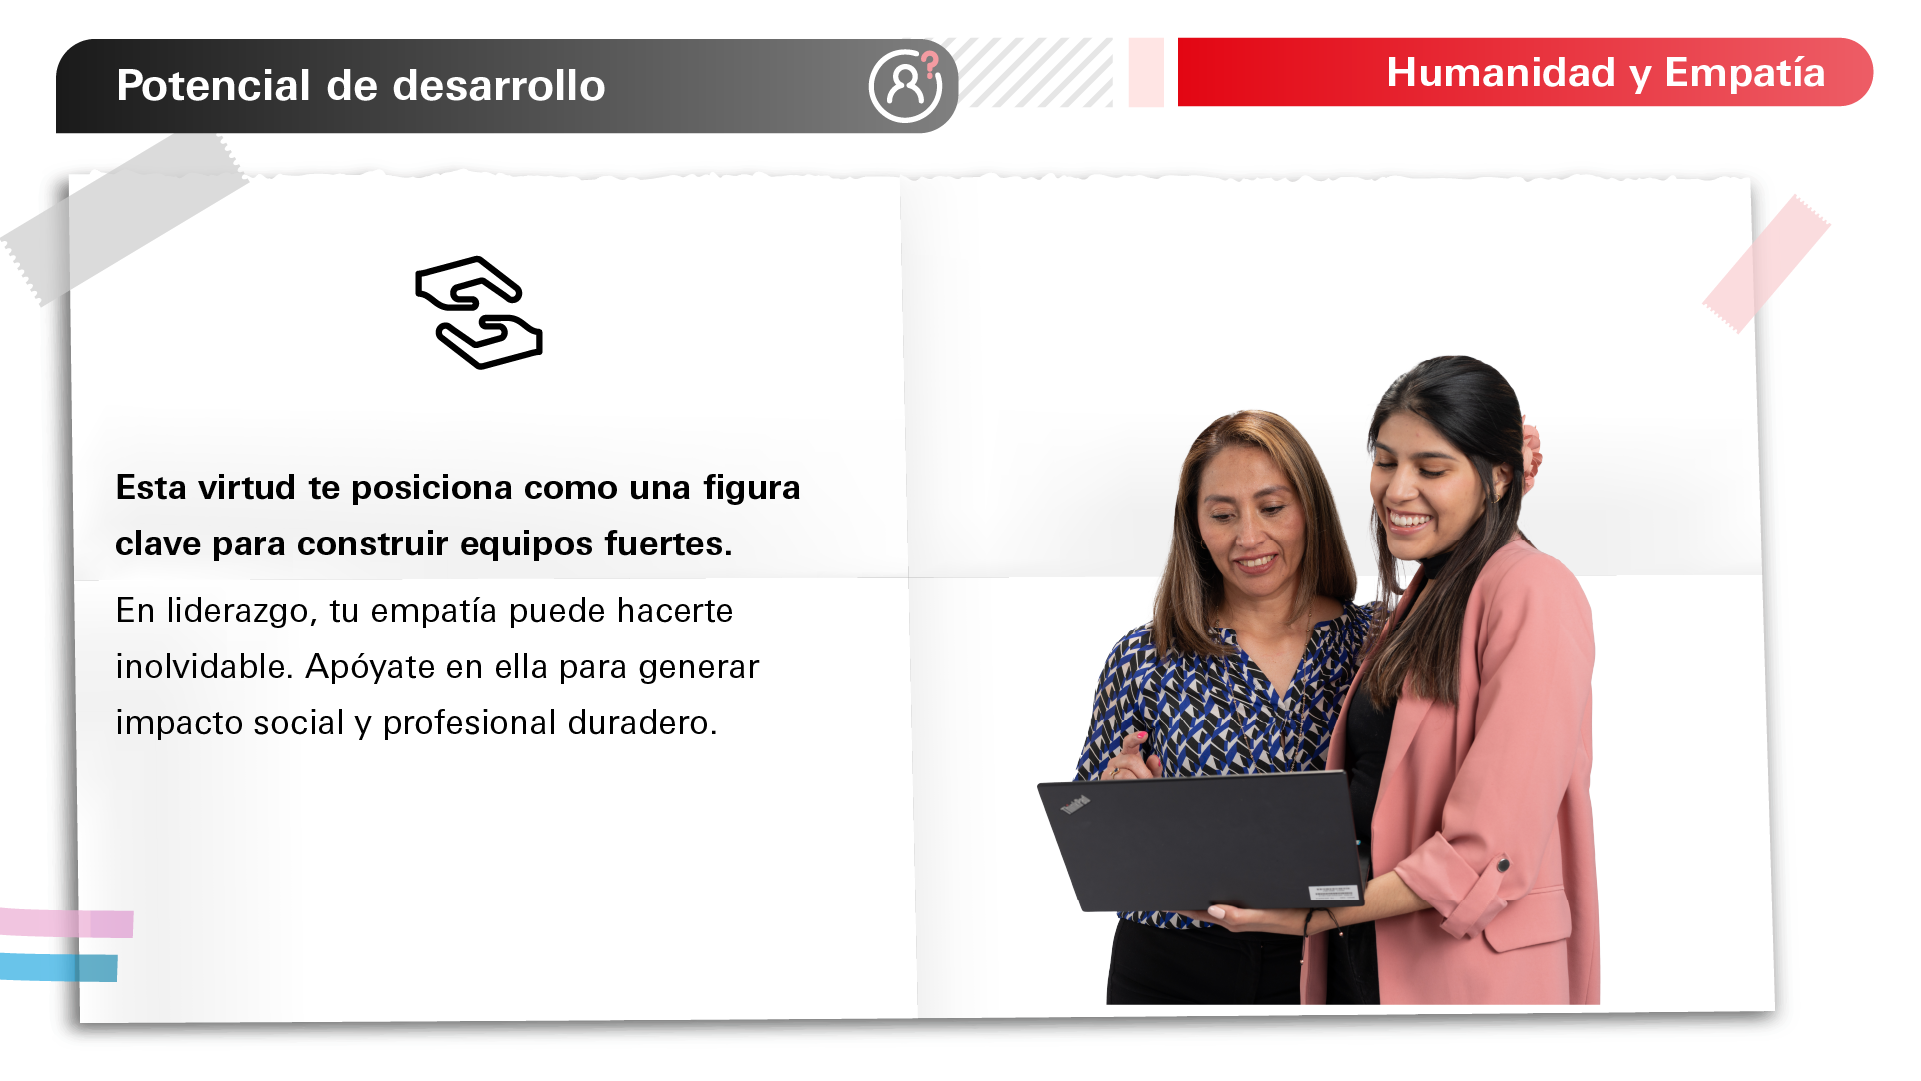 Potencial de desarrollo
?
Humanidad y Empatía
Esta virtud te posiciona como una figura
clave para construir equipos fuertes.
En liderazgo, tu empatía puede hacerte
inolvidable. Apóyate en ella para generar
impacto social y profesional duradero.
ThinkPad